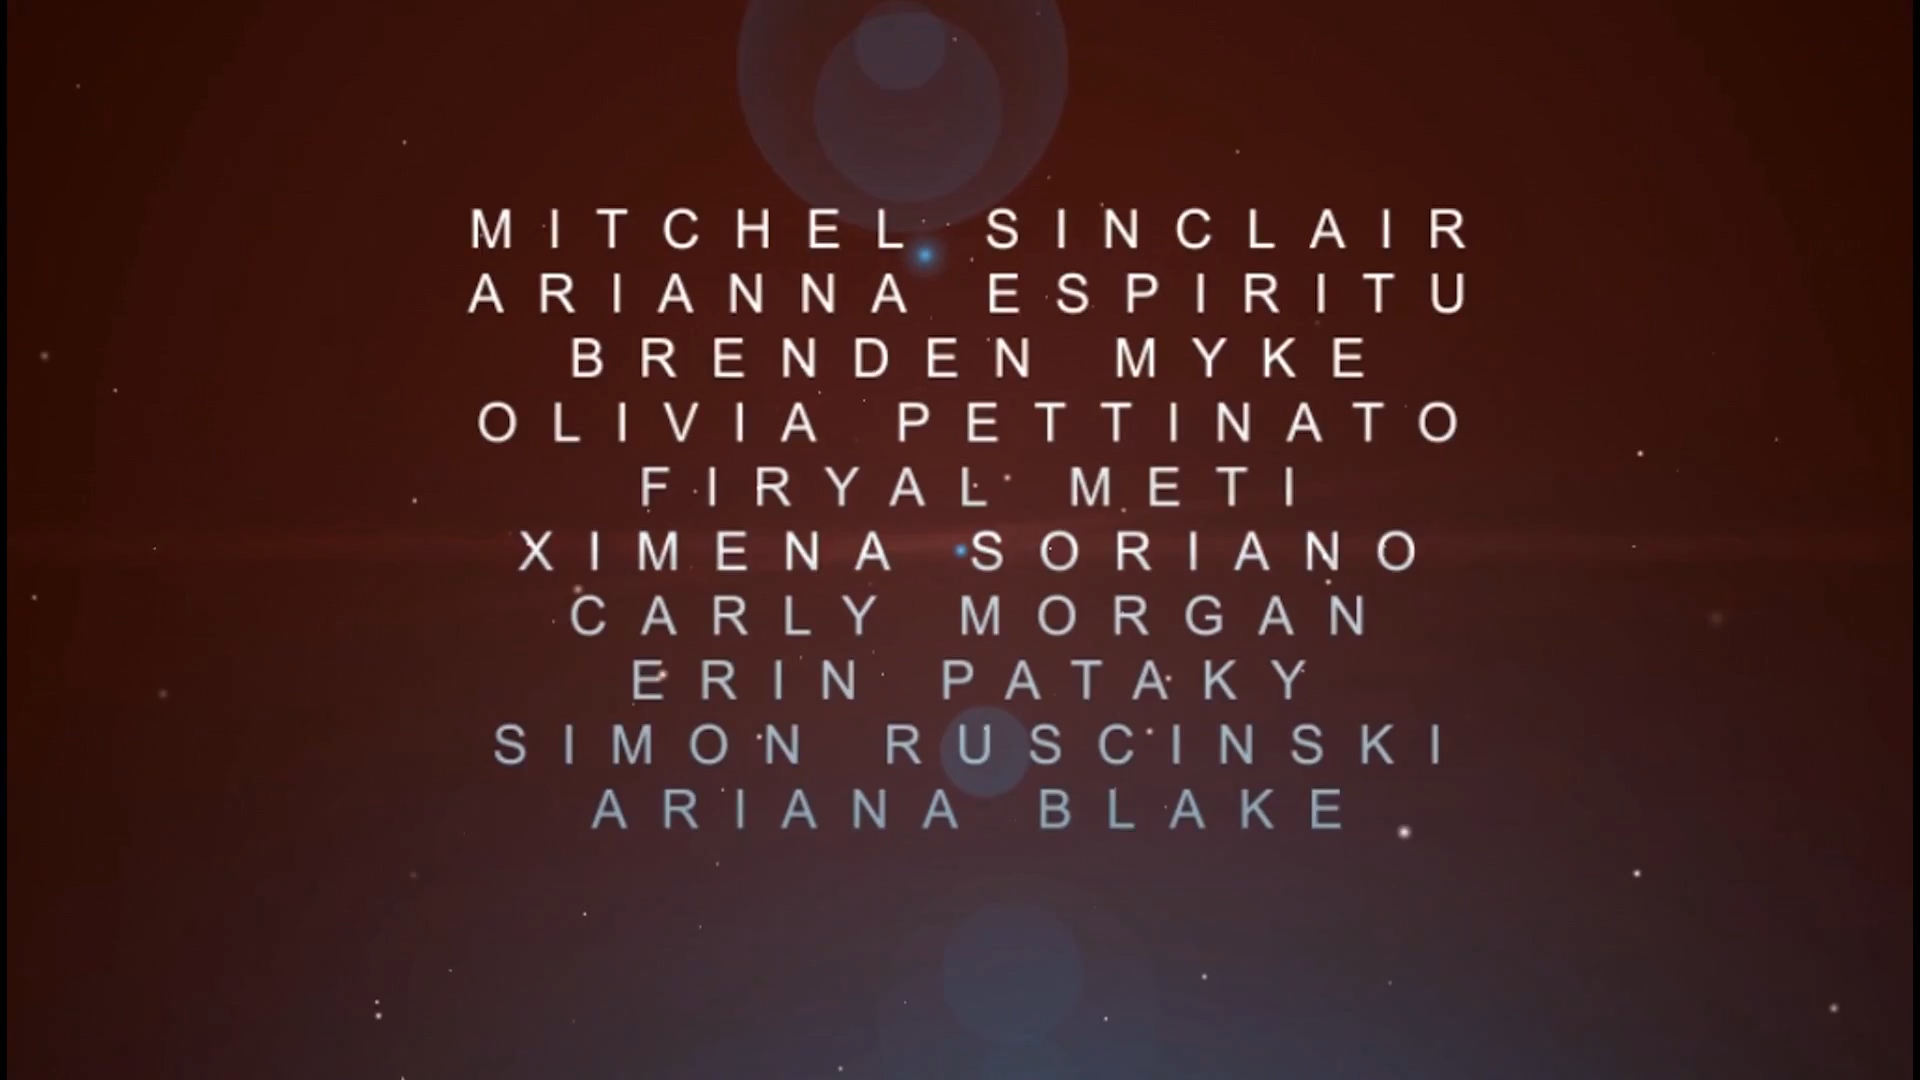 MITCHEL SINCLAIR
ARIANNA ESPIRITU
BRENDEN MYKE
OLIVIA PETTINATO
FIRYAL METI
XIMENA SORIANO
CARLY MORGAN
ERIN PATAKY
SIMON RUSCINSKI
ARIANA BLAKE